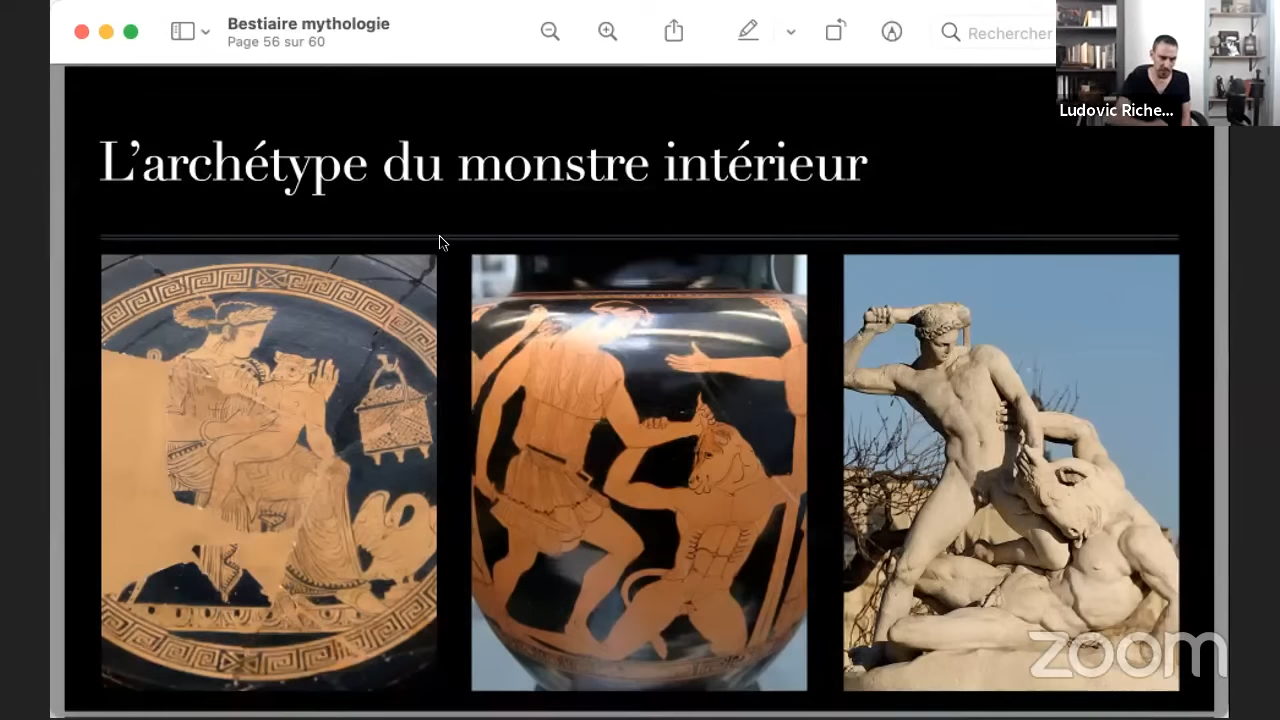 Bestiaire mythologie
Page 56 sur 60
Rechercher
Ludovic Riche...
L'archétype du monstre intérieur
zoom